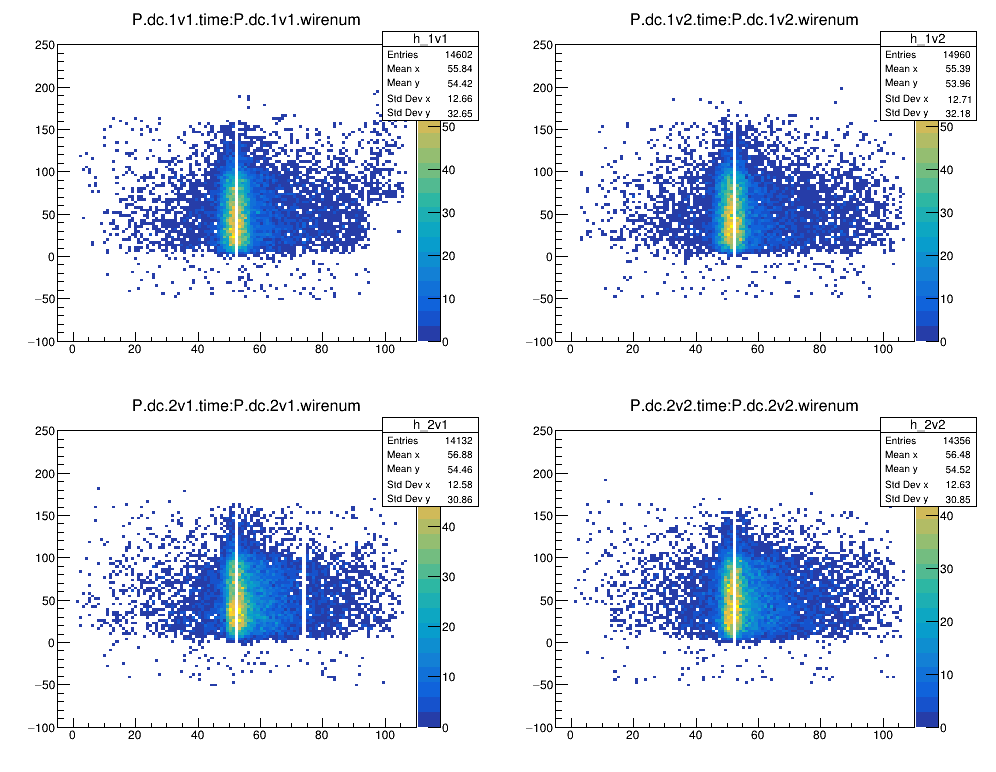 P.dc.1v1.time:P.dc.1v1.wirenum
h_1v1
Entries 14602
Mean x 55.84
Mean y 54.42
Std Dev x 12.66
Std Dev y 32.65
250
200
150
100
50
0
−50
−100
0 20 40 60 80 100
50
40
30
20
10
0
P.dc.1v2.time:P.dc.1v2.wirenum
h_1v2
Entries 14960
Mean x 55.39
Mean y 53.96
Std Dev x 12.71
Std Dev y 32.18
250
200
150
100
50
0
−50
−100
0 20 40 60 80 100
50
40
30
20
10
0
P.dc.2v1.time:P.dc.2v1.wirenum
h_2v1
Entries 14132
Mean x 56.88
Mean y 54.46
Std Dev x 12.58
Std Dev y 30.86
250
200
150
100
50
0
−50
−100
0 20 40 60 80 100
40
30
20
10
0
P.dc.2v2.time:P.dc.2v2.wirenum
h_2v2
Entries 14356
Mean x 56.48
Mean y 54.52
Std Dev x 12.63
Std Dev y 30.85
250
200
150
100
50
0
−50
−100
0 20 40 60 80 100
40
30
20
10
0